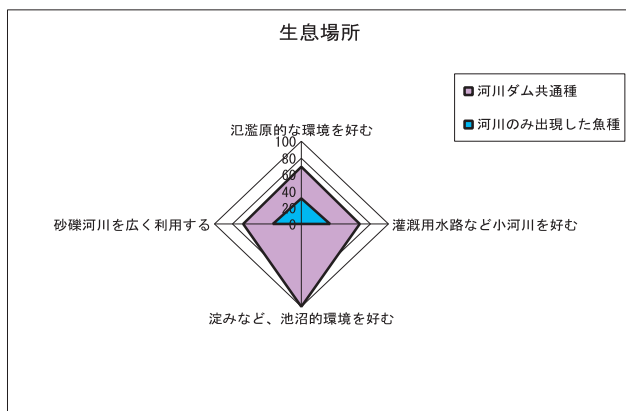 生息場所
河川ダム共通種
河川のみ出現した魚種
氾濫原的な環境を好む
100
80
60
40
20
0
砂礫河川を広く利用する
灌漑用水路など小河川を好む
淀みなど、池沼的環境を好む